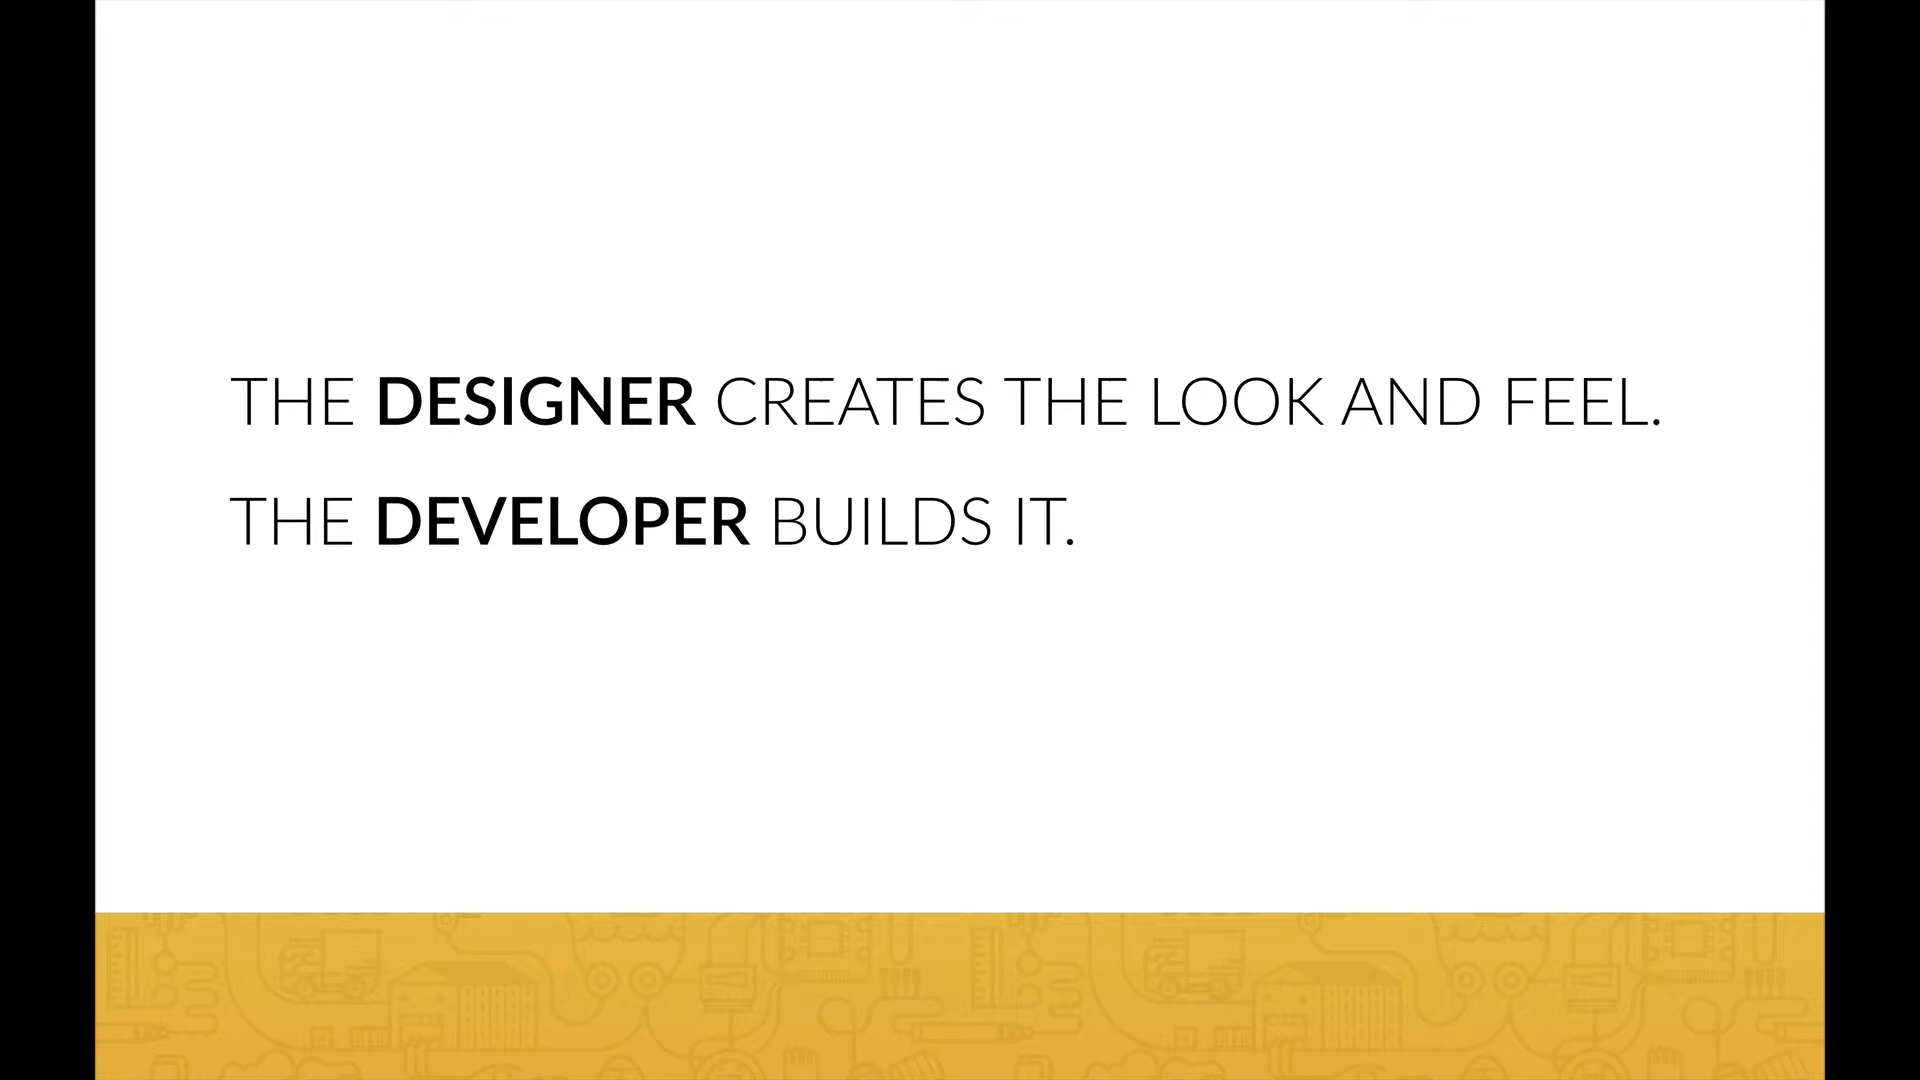 THE DESIGNER CREATES THE LOOK AND FEEL.
THE DEVELOPER BUILDS IT.